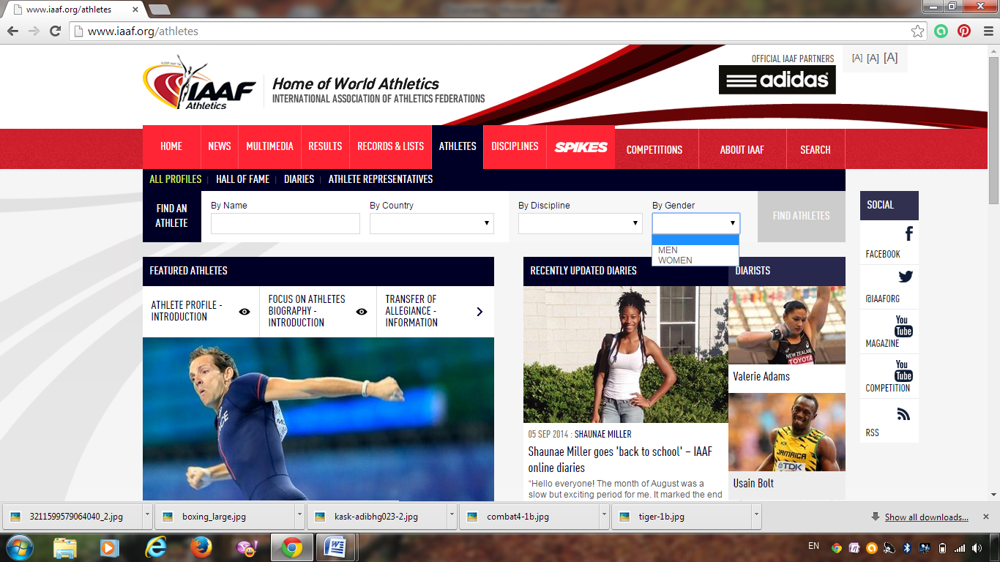 www.iaaf.org/athletes
www.iaaf.org/athletes
IAAF
Athletics
Home of World Athletics
INTERNATIONAL ASSOCIATION OF ATHLETICS FEDERATIONS
OFFICIAL IAAF PARTNERS
adidas
[A] [A] [A]
HOME NEWS MULTIMEDIA RESULTS RECORDS & LISTS ATHLETES DISCIPLINES SPIKES COMPETITIONS ABOUT IAAF SEARCH
ALL PROFILES | HALL OF FAME | DIARIES | ATHLETE REPRESENTATIVES
FIND AN
ATHLETE
By Name
By Country
By Discipline
By Gender
MEN
WOMEN
FIND ATHLETES
SOCIAL
FACEBOOK
@IAAFORG
You
Tube
MAGAZINE
You
Tube
COMPETITION
RSS
FEATURED ATHLETES
ATHLETE PROFILE -
INTRODUCTION
FOCUS ON ATHLETES
BIOGRAPHY -
INTRODUCTION
TRANSFER OF
ALLEGIANCE -
INFORMATION
RECENTLY UPDATED DIARIES
05 SEP 2014 : SHAUNAE MILLER
Shaunae Miller goes 'back to school' – IAAF
online diaries
“Hello everyone! The month of August was a
slow but exciting period for me. It marked the end
DIARISTS
NEW ZEALAND
TOYOTA
Valerie Adams
JAMAICA
TDK
Usain Bolt
3211599579064040_2.jpg
boxing_large.jpg
kask-adibhg023-2.jpg
combat4-1b.jpg
tiger-1b.jpg
Show all downloads...
EN